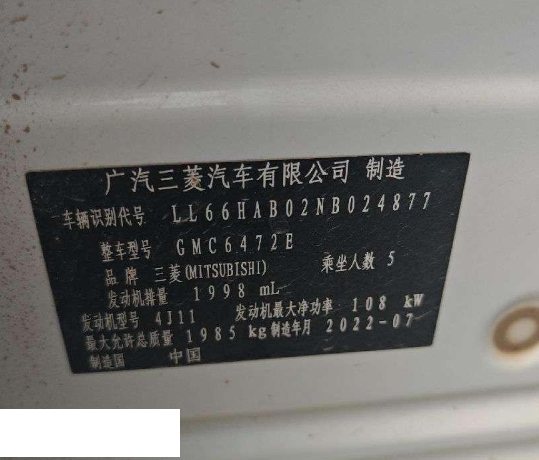 广汽三菱汽车有限公司 制造
车辆识别代号 LL66HAB02NB024877
整车型号 GMC6472E
品牌 三菱(MITSUBISHI) 乘坐人数 5
发动机排量 1998 mL
发动机型号 4J11 发动机最大净功率 108 kW
最大允许总质量 1985 kg 制造年月 2022-07
制造国 中国